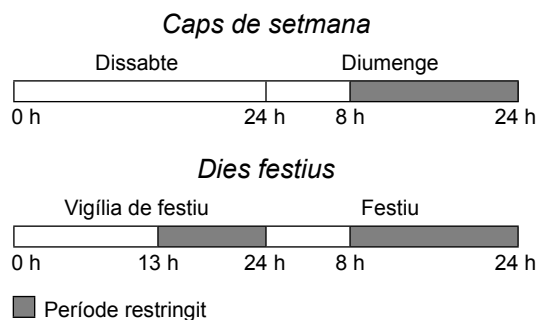 Caps de setmana
Dissabte Diumenge
0 h 24 h 8 h 24 h
Dies festius
Vigília de festiu Festiu
0 h 13 h 24 h 8 h 24 h
Període restringit